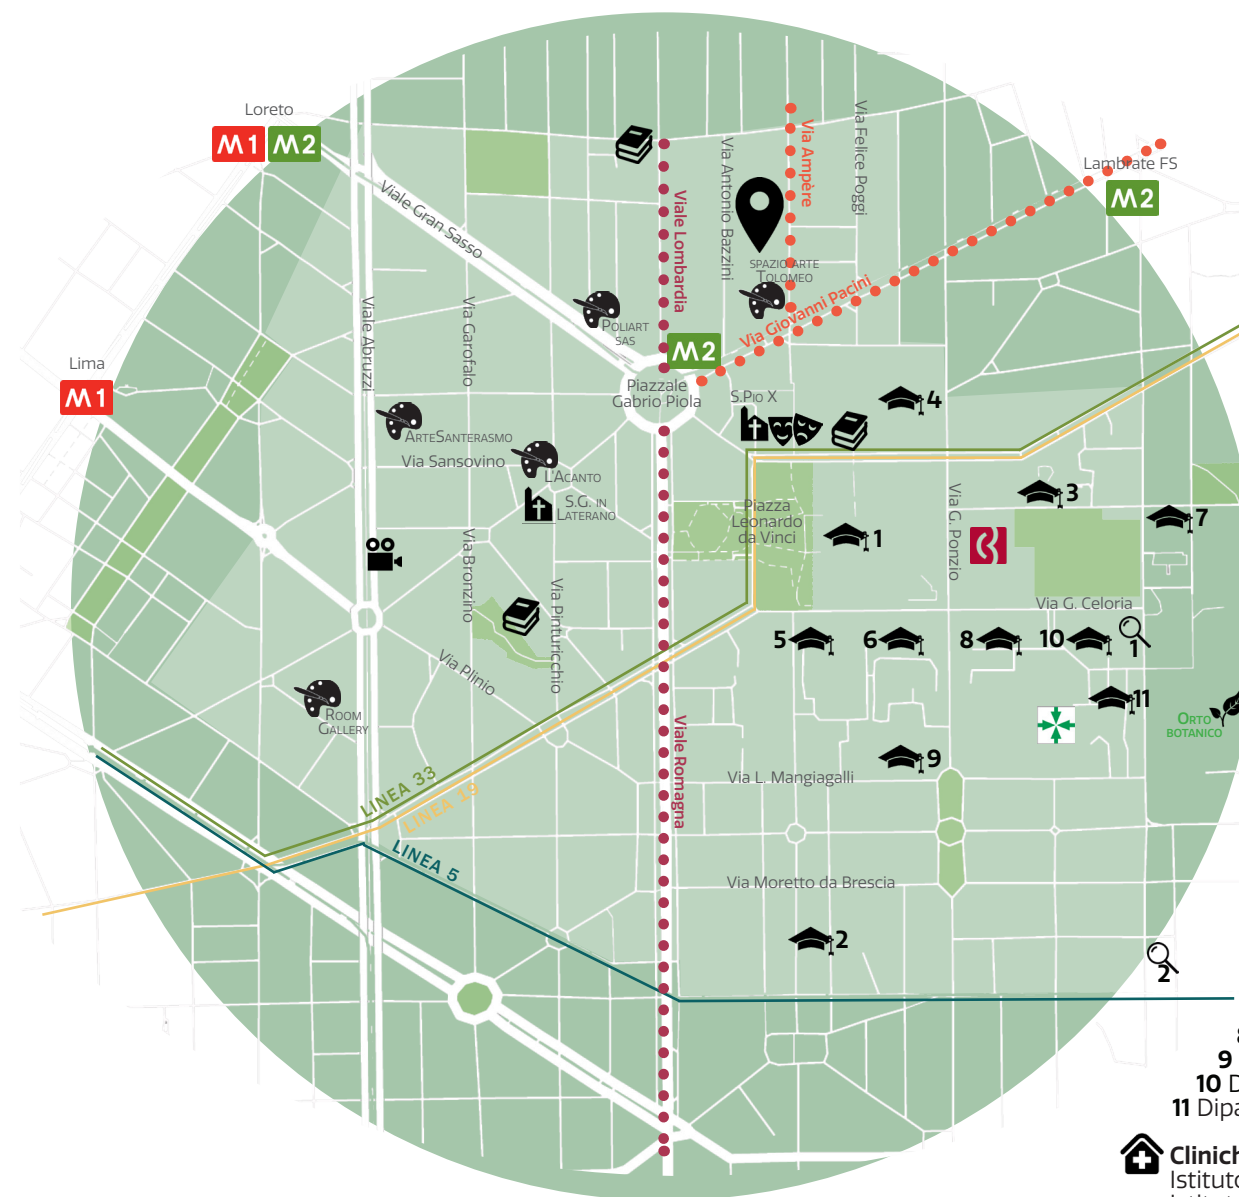 Loreto
M1 M2
Viale Gran Sasso
Viale Lombardia
Via Antonio Bazzini
Via Ampère
Via Felice Poggi
Lambrate FS
M2
SPAZIO ARTE
TOLOMEO
Via Giovanni Pacini
POLIART
SAS
Viale Abruzzi
Via Garofalo
M2
Lima
M1
Piazzale
Gabrio Piola
S.PIO X
4
ARTESANTERASMO
Via Sansovino
L'ACANTO
S.G. IN
LATERANO
Piazza
Leonardo
da Vinci
1
Via G. Ponzio
3
7
Via Bronzino
Via Pinturicchio
Via G. Celoria
5
6
8
10
1
Via Plinio
11
ROOM
GALLERY
ORTO
BOTANICO
Viale Romagna
9
Via L. Mangiagalli
LINEA 33
LINEA 19
LINEA 5
Via Moretto da Brescia
2
2
9
10 D
11 Dipa
Clinich
Istituto